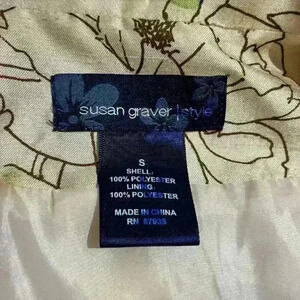 susan graver | style
S
SHELL:
100% POLYESTER
LINING:
100% POLYESTER
MADE IN CHINA
RN 87035